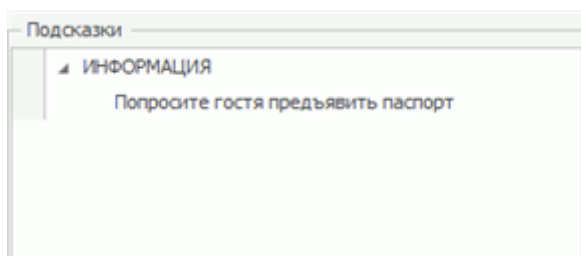 Подсказки
ИНФОРМАЦИЯ
Попросите гостя предъявить паспорт